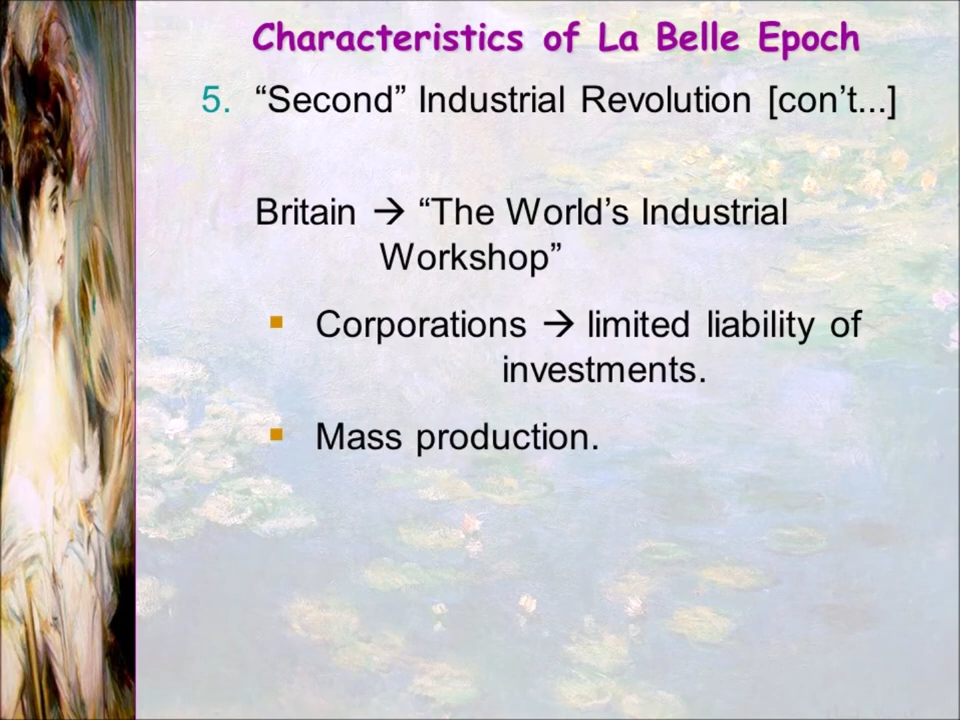 Characteristics of La Belle Epoch
5. “Second” Industrial Revolution [con’t...]
Britain → “The World’s Industrial
Workshop”
▪ Corporations → limited liability of
investments.
▪ Mass production.